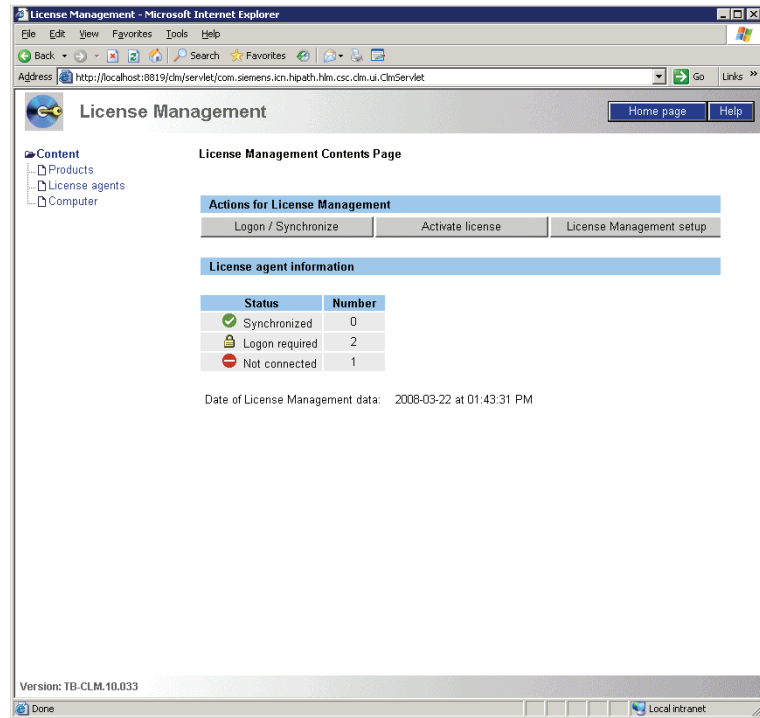 License Management - Microsoft Internet Explorer
File Edit View Favorites Tools Help
Back Search Favorites
Address http://localhost:8819/clm/servlet/com.siemens.icn.hipath.hlm.csc.clm.ui.ClmServlet Go Links »
License Management Home page Help
Content
Products
License agents
Computer
License Management Contents Page
Actions for License Management
Logon / Synchronize Activate license License Management setup
License agent information
Status Number
Synchronized 0
Logon required 2
Not connected 1
Date of License Management data: 2008-03-22 at 01:43:31 PM
Version: TB-CLM.10.033
Done Local intranet